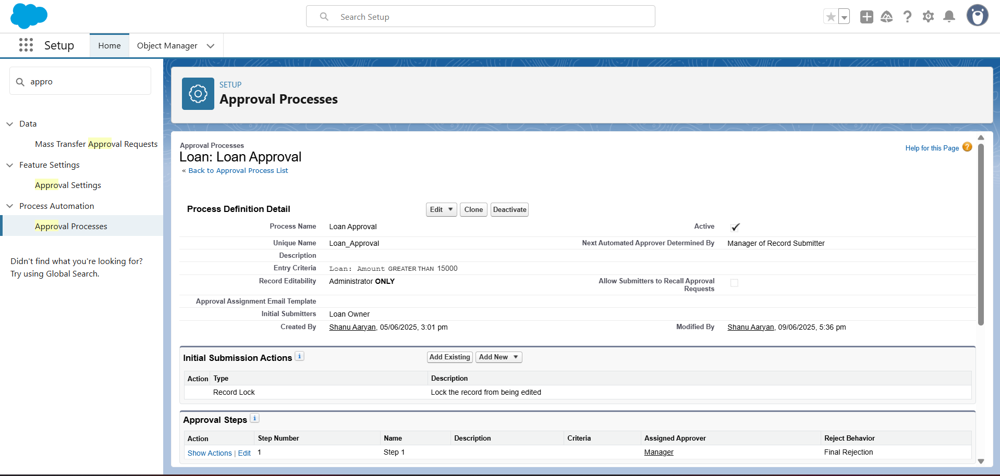 Search Setup
Setup
Home
Object Manager
appro
Data
Mass Transfer Approval Requests
Feature Settings
Approval Settings
Process Automation
Approval Processes
Didn't find what you're looking for?
Try using Global Search.
SETUP
Approval Processes
Approval Processes
Loan: Loan Approval
« Back to Approval Process List
Help for this Page ?
Process Definition Detail
Edit
Clone
Deactivate
Process Name Loan Approval
Active
Unique Name Loan_Approval
Next Automated Approver Determined By Manager of Record Submitter
Description
Entry Criteria Loan: Amount GREATER THAN 15000
Record Editability Administrator ONLY
Allow Submitters to Recall Approval
Requests
Approval Assignment Email Template
Initial Submitters Loan Owner
Created By Shanu Aaryan, 05/06/2025, 3:01 pm
Modified By Shanu Aaryan, 09/06/2025, 5:36 pm
Initial Submission Actions i
Add Existing
Add New
Action Type Description
Record Lock Lock the record from being edited
Approval Steps i
Action Step Number Name Description Criteria Assigned Approver Reject Behavior
Show Actions | Edit 1 Step 1 Manager Final Rejection